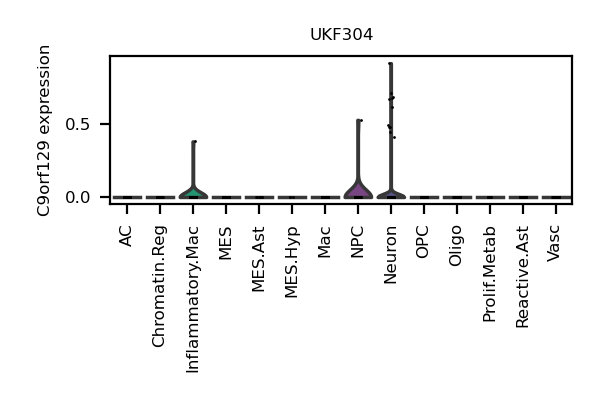 UKF304
C9orf129 expression
0.5
0.0
AC
Chromatin.Reg
Inflammatory.Mac
MES
MES.Ast
MES.Hyp
Mac
NPC
Neuron
OPC
Oligo
Prolif.Metab
Reactive.Ast
Vasc